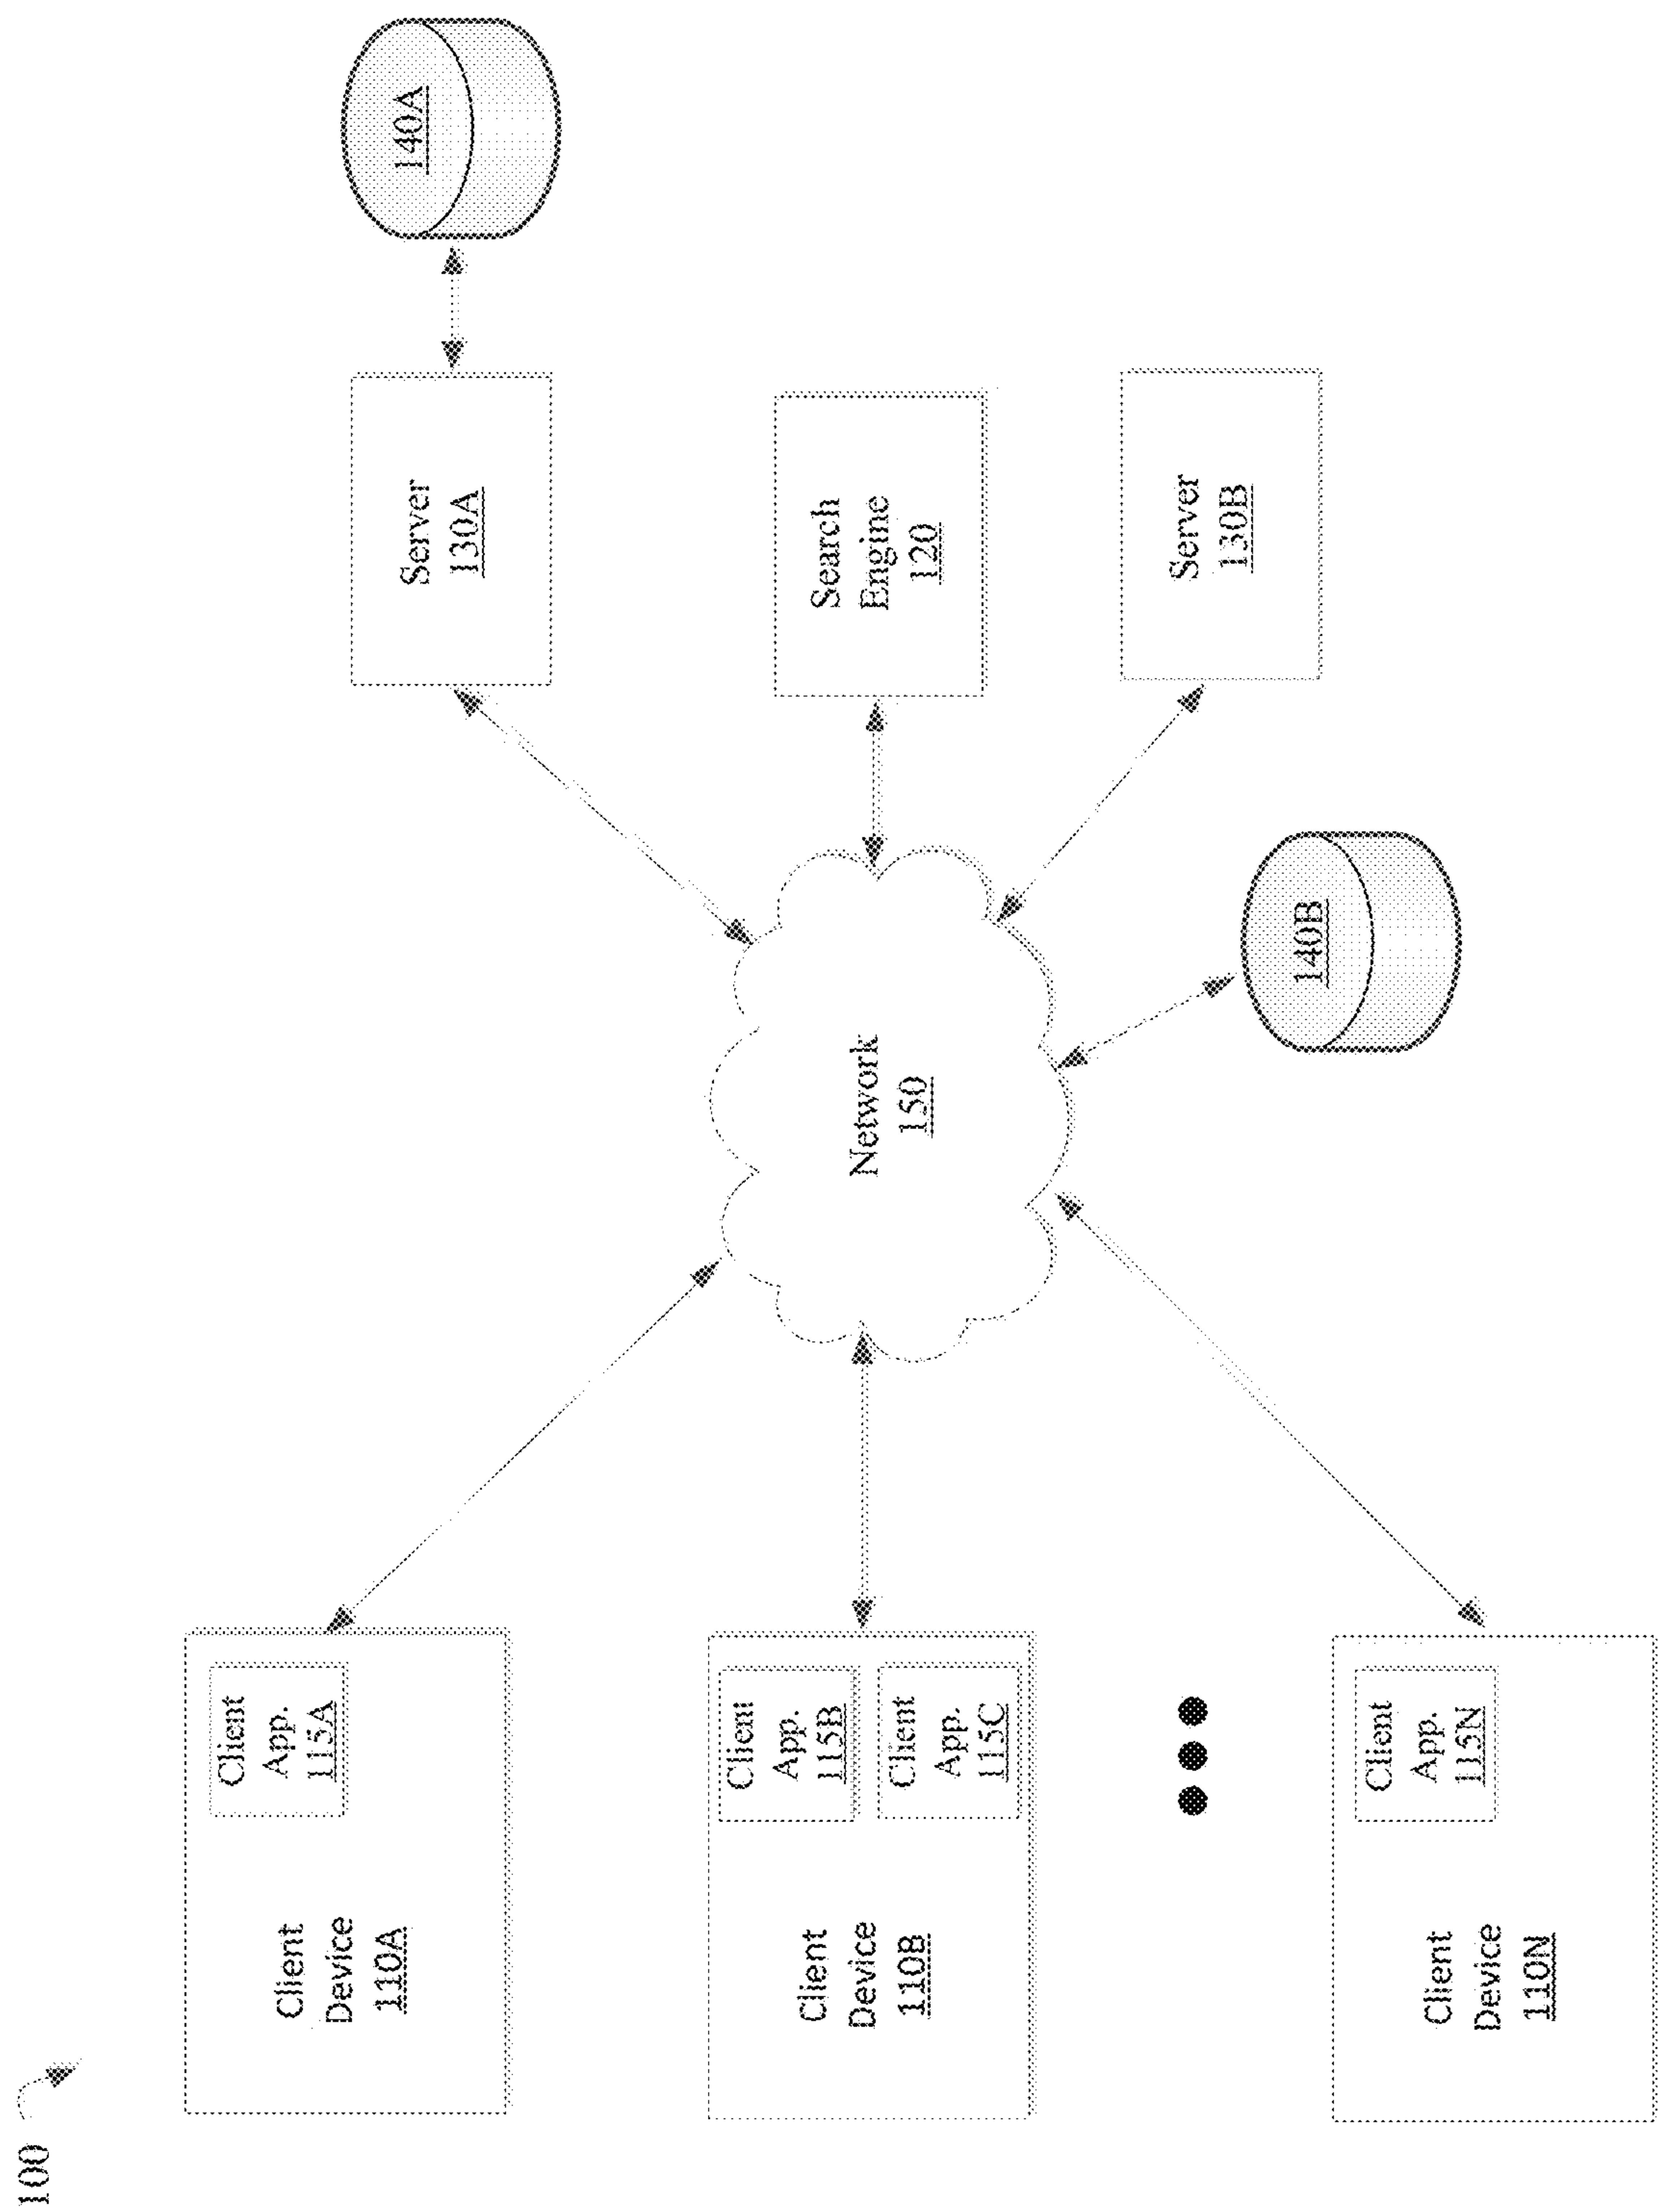 100
Client
Device
110A
Client
App.
115A
Client
Device
110B
Client
App.
115B
Client
App.
115C
Client
Device
110N
Client
App.
115N
Network
150
Server
130A
140A
Search
Engine
120
Server
130B
140B